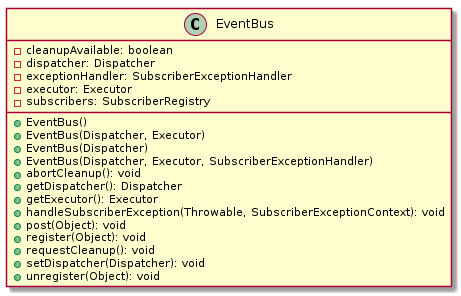 C EventBus
cleanupAvailable: boolean
dispatcher: Dispatcher
exceptionHandler: SubscriberExceptionHandler
executor: Executor
subscribers: SubscriberRegistry
EventBus()
EventBus(Dispatcher, Executor)
EventBus(Dispatcher)
EventBus(Dispatcher, Executor, SubscriberExceptionHandler)
abortCleanup(): void
getDispatcher(): Dispatcher
getExecutor(): Executor
handleSubscriberException(Throwable, SubscriberExceptionContext): void
post(Object): void
register(Object): void
requestCleanup(): void
setDispatcher(Dispatcher): void
unregister(Object): void